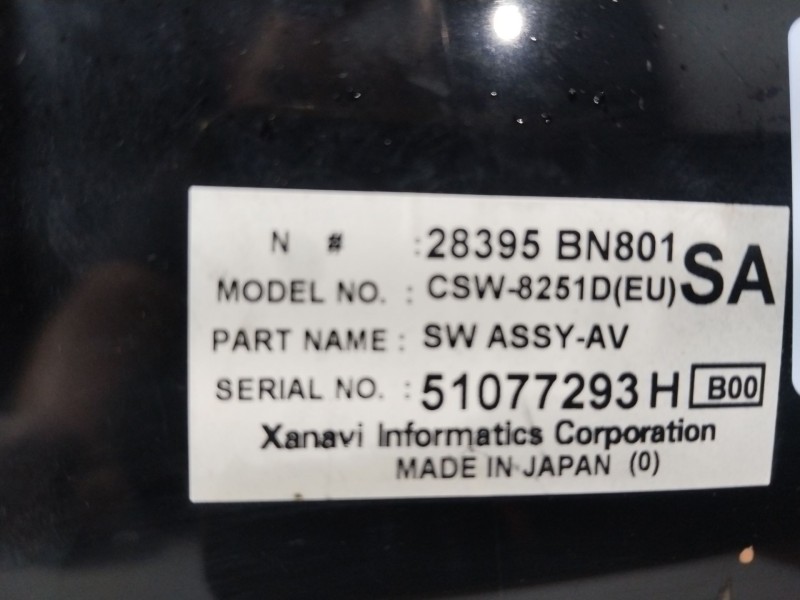 N # : 28395 BN801 SA
MODEL NO. : CSW-8251D(EU)
PART NAME : SW ASSY-AV
SERIAL NO. : 51077293 H B00
Xanavi Informatics Corporation
MADE IN JAPAN (0)